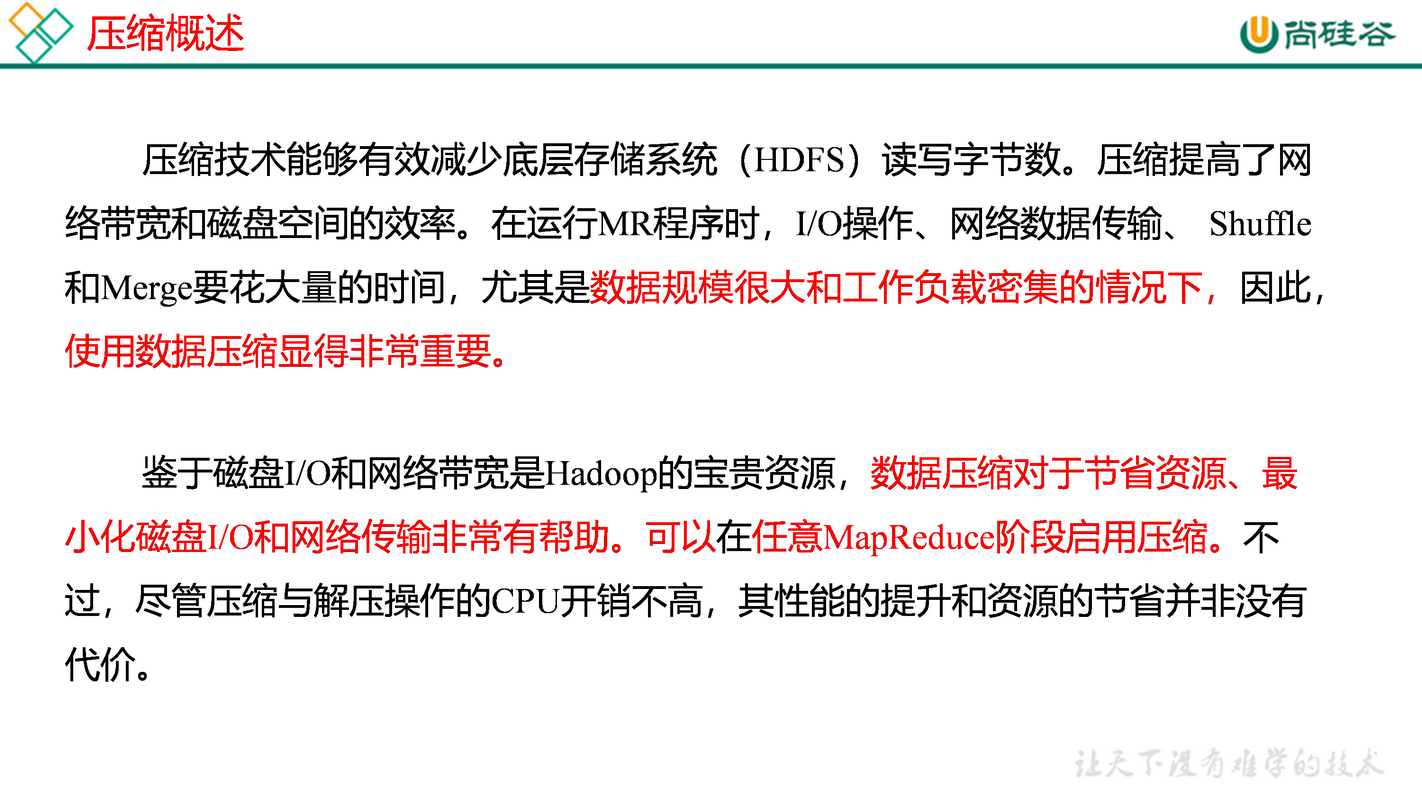 压缩概述
尚硅谷
压缩技术能够有效减少底层存储系统（HDFS）读写字节数。压缩提高了网
络带宽和磁盘空间的效率。在运行MR程序时，I/O操作、网络数据传输、 Shuffle
和Merge要花大量的时间，尤其是数据规模很大和工作负载密集的情况下，因此，
使用数据压缩显得非常重要。
鉴于磁盘I/O和网络带宽是Hadoop的宝贵资源，数据压缩对于节省资源、最
小化磁盘I/O和网络传输非常有帮助。可以在任意MapReduce阶段启用压缩。不
过，尽管压缩与解压操作的CPU开销不高，其性能的提升和资源的节省并非没有
代价。
让天下没有难学的技术